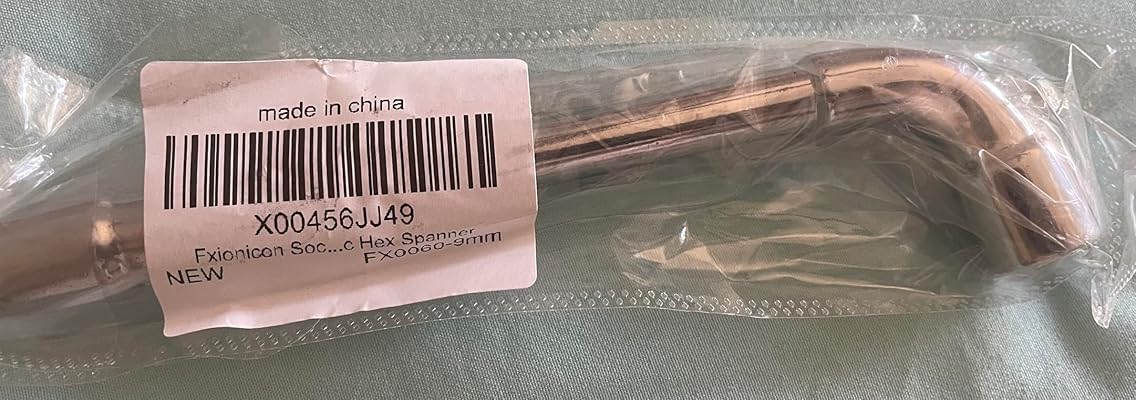 made in china
X00456JJ49
Fxionicon Soc...c Hex Spanner
FX0060-9mm
NEW